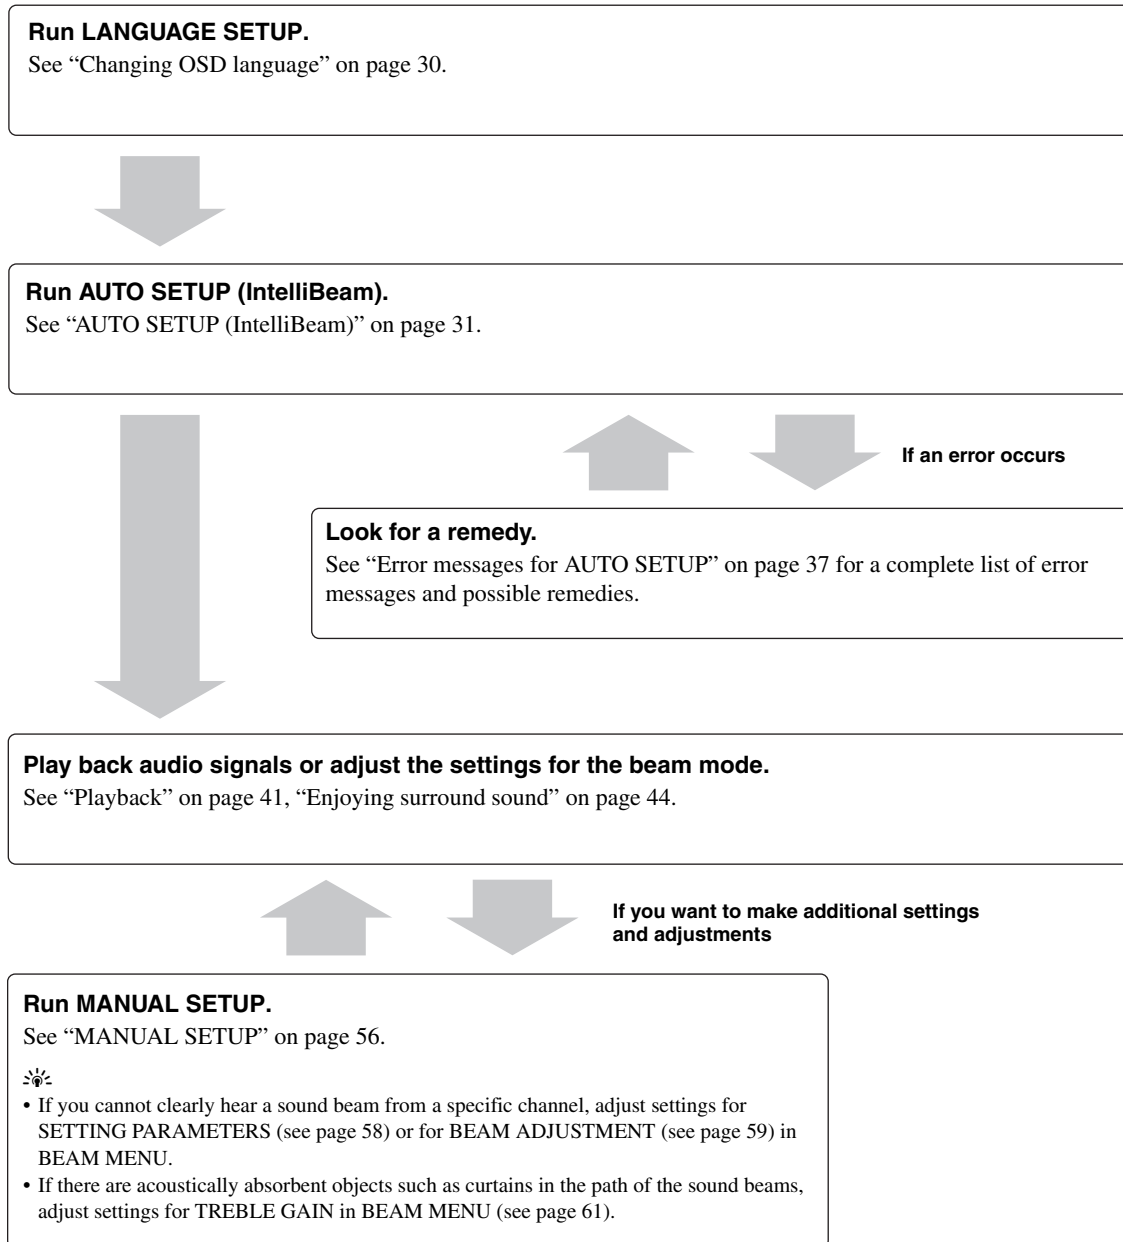 Run LANGUAGE SETUP.
See “Changing OSD language” on page 30.
Run AUTO SETUP (IntelliBeam).
See “AUTO SETUP (IntelliBeam)” on page 31.
If an error occurs
Look for a remedy.
See “Error messages for AUTO SETUP” on page 37 for a complete list of error
messages and possible remedies.
Play back audio signals or adjust the settings for the beam mode.
See “Playback” on page 41, “Enjoying surround sound” on page 44.
If you want to make additional settings
and adjustments
Run MANUAL SETUP.
See “MANUAL SETUP” on page 56.
• If you cannot clearly hear a sound beam from a specific channel, adjust settings for
SETTING PARAMETERS (see page 58) or for BEAM ADJUSTMENT (see page 59) in
BEAM MENU.
• If there are acoustically absorbent objects such as curtains in the path of the sound beams,
adjust settings for TREBLE GAIN in BEAM MENU (see page 61).